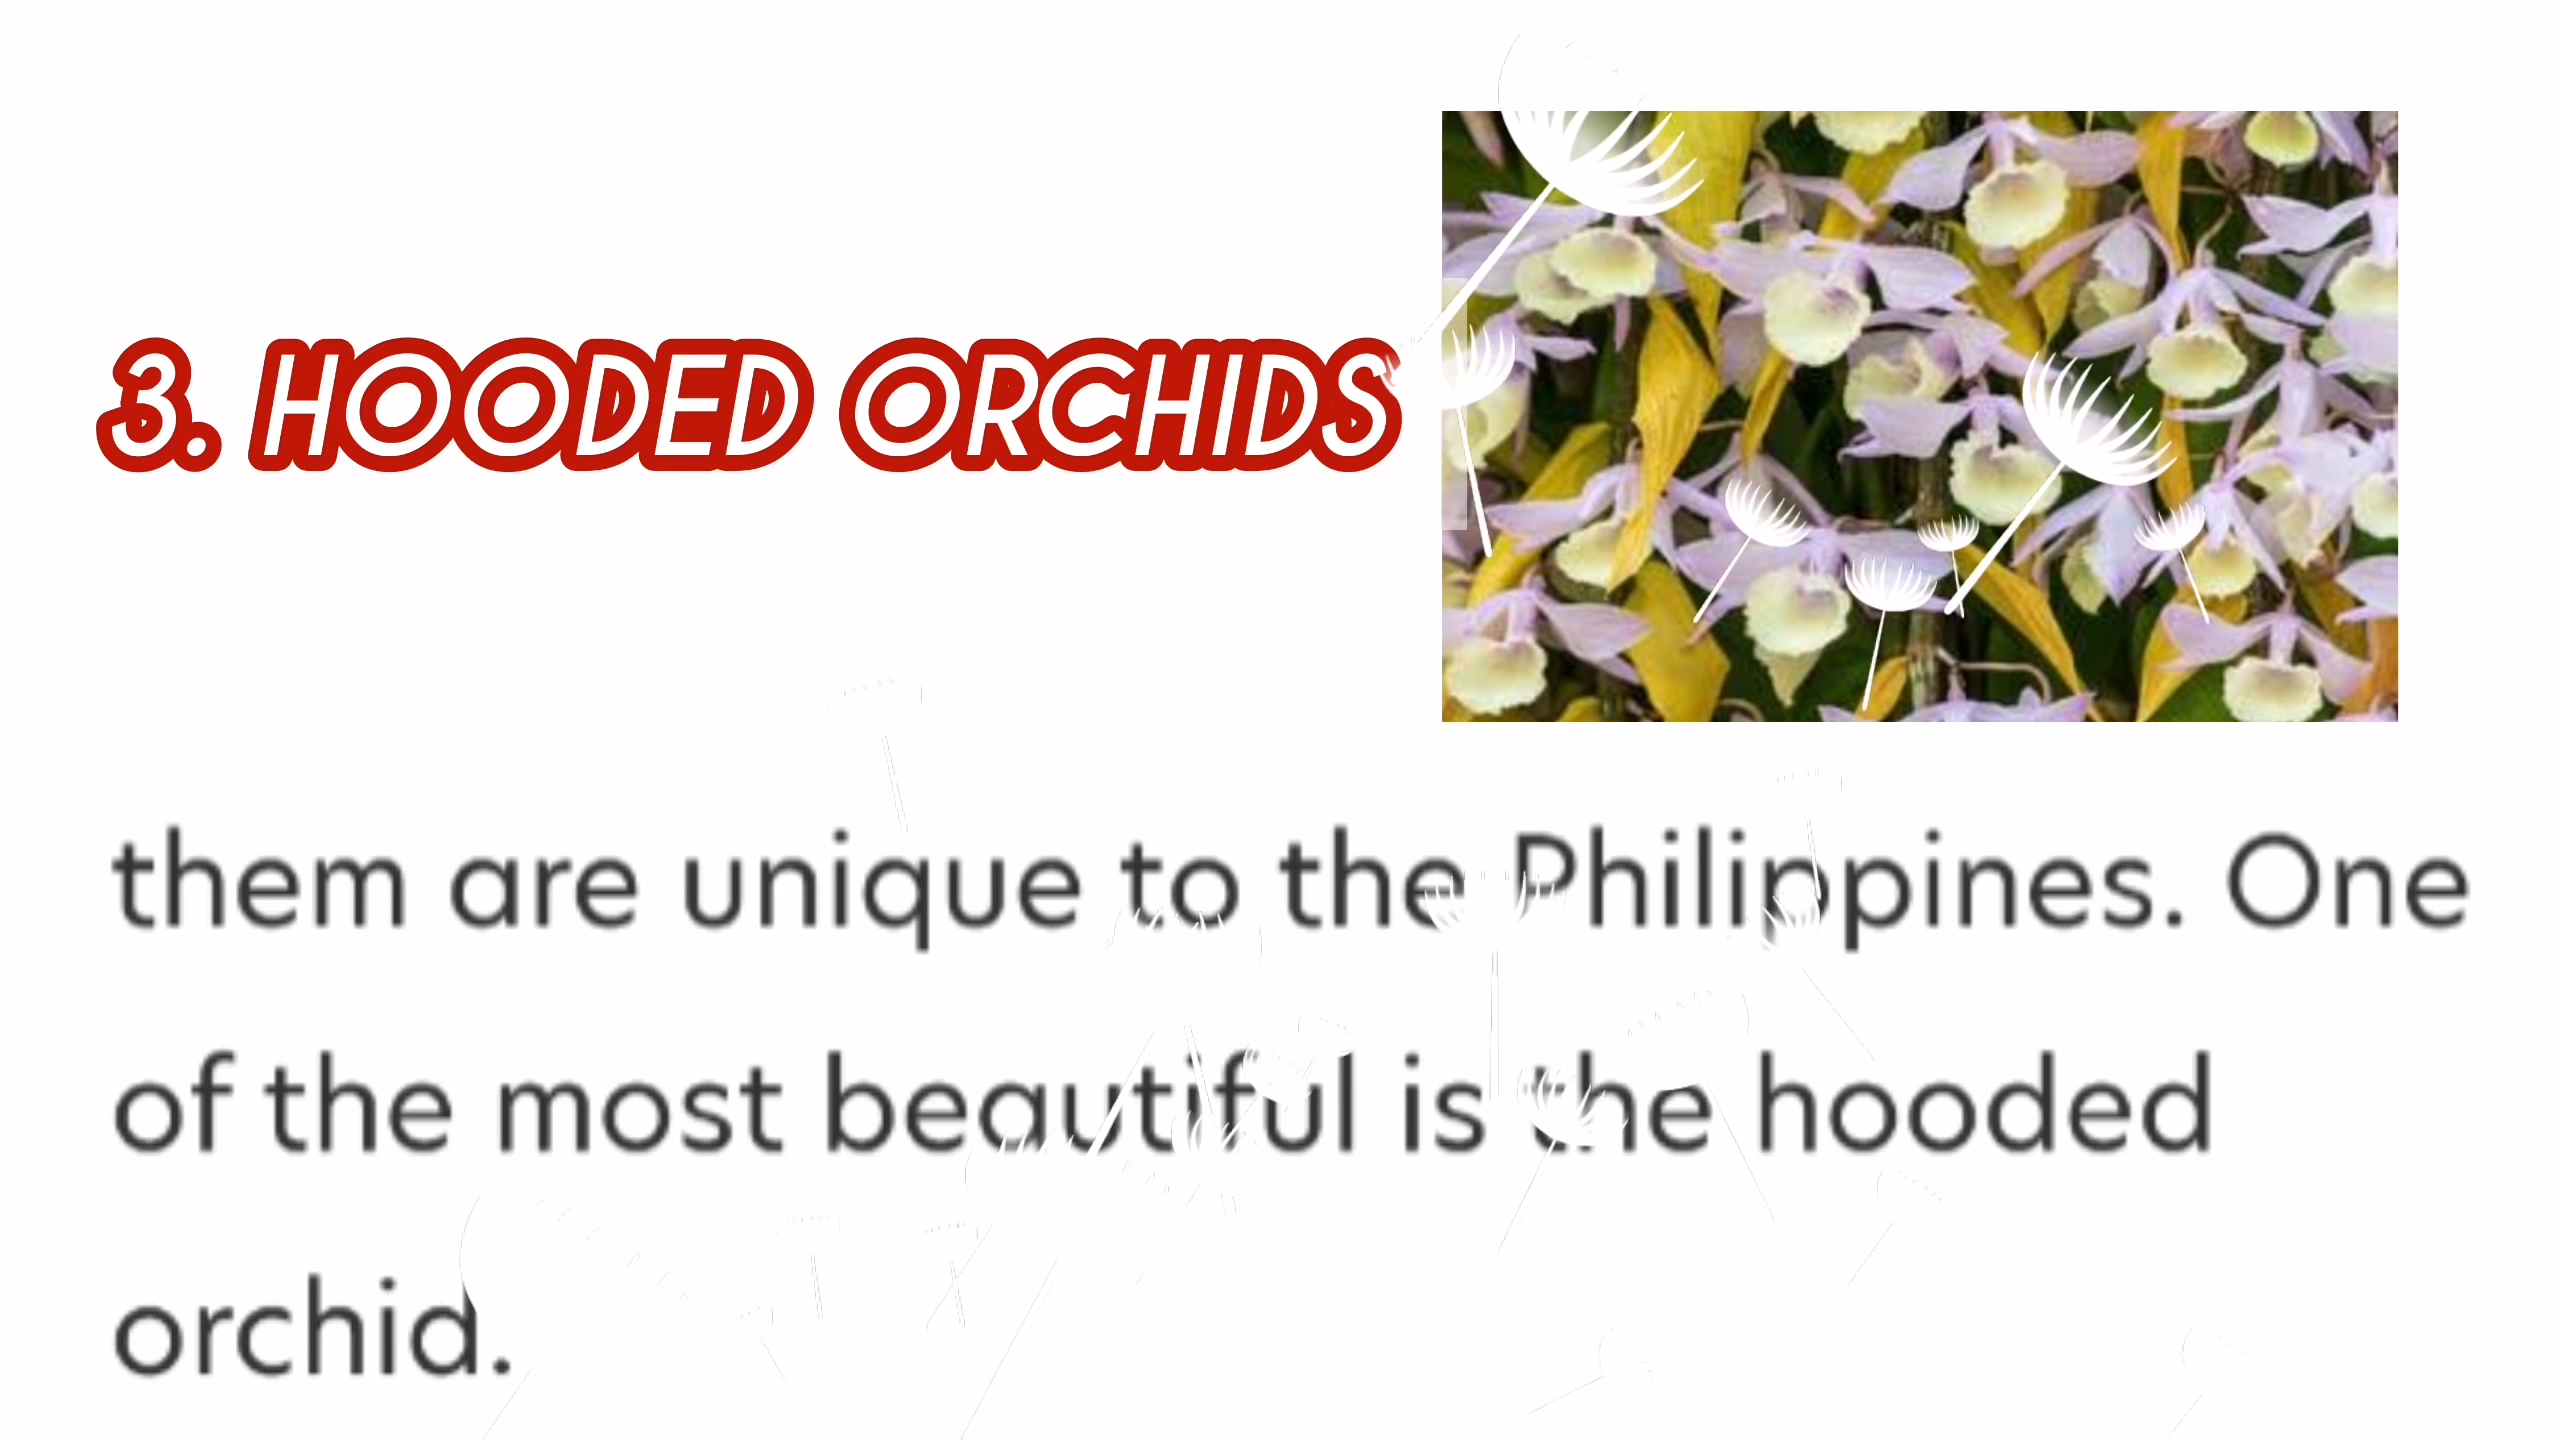 3. HOODED ORCHIDS
them are unique to the Philippines. One
of the most beautiful is the hooded
orchid.